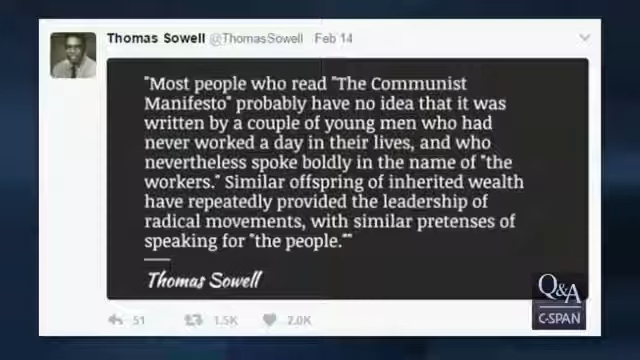 Thomas Sowell @ThomasSowell Feb 14
"Most people who read "The Communist
Manifesto" probably have no idea that it was
written by a couple of young men who had
never worked a day in their lives, and who
nevertheless spoke boldly in the name of "the
workers." Similar offspring of inherited wealth
have repeatedly provided the leadership of
radical movements, with similar pretenses of
speaking for "the people.""
Thomas Sowell
51 1.5K 2.0K
Q&A
C-SPAN